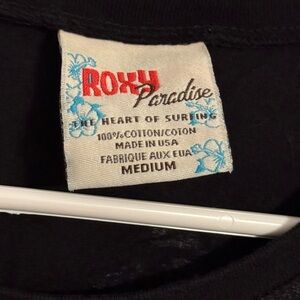 ROXY
Paradise
THE HEART OF SURFING
100% COTTON/COTON
MADE IN USA
FABRIQUE AUX EUA
MEDIUM